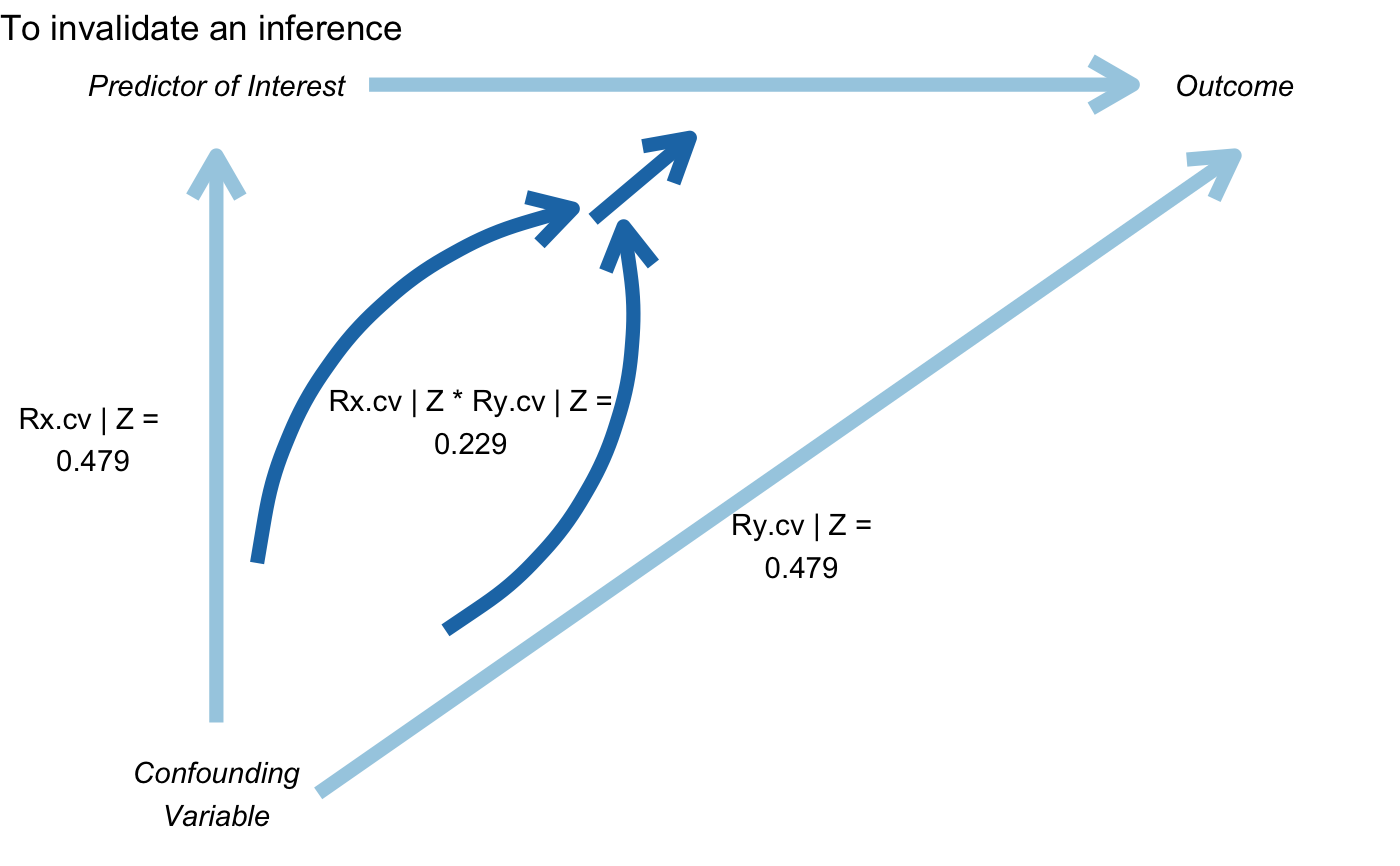 To invalidate an inference
Predictor of Interest
Outcome
Rx.cv | Z * Ry.cv | Z =
0.229
Rx.cv | Z =
0.479
Ry.cv | Z =
0.479
Confounding
Variable